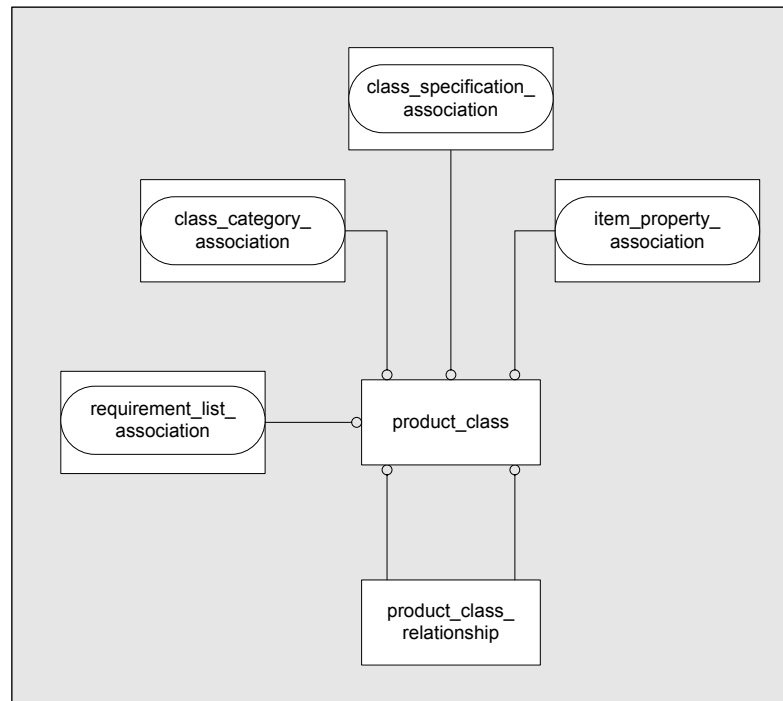 class_specification_
association
class_category_
association
item_property_
association
requirement_list_
association
product_class
product_class_
relationship